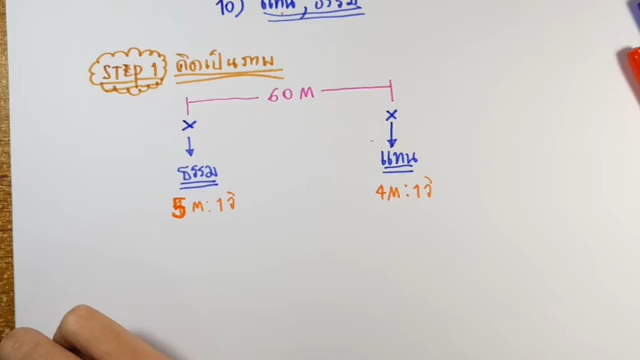 10) แทน, ธรรม
STEP 1 คิดเป็นภาพ
60 M
x x
ธรรม แทน
5 M : 1 วิ 4 M : 1 วิ